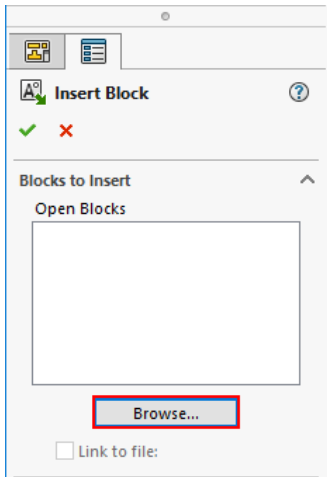 Insert Block
Blocks to Insert
Open Blocks
Browse...
Link to file: